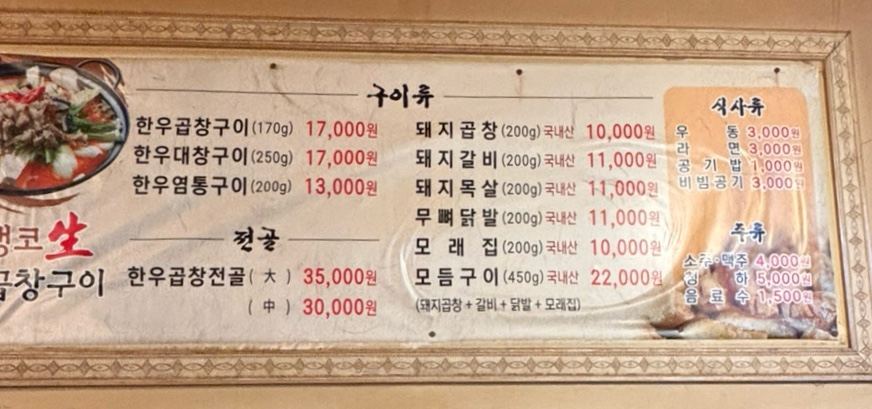 생
곱창구이
구이류
한우곱창구이(170g) 17,000원
한우대창구이(250g) 17,000원
한우염통구이(200g) 13,000원
전골
한우곱창전골(大) 35,000원
(中) 30,000원
돼지곱창(200g)국내산 10,000원
돼지갈비(200g)국내산 11,000원
돼지목살(200g)국내산 11,000원
무뼈닭발(200g)국내산 11,000원
모래집(200g)국내산 10,000원
모듬구이(450g)국내산 22,000원
(돼지곱창+갈비+닭발+모래집)
식사류
우동 3,000원
라면 3,000원
공기밥 1,000원
비빔공기 3,000원
주류
소주·맥주 4,000원
청하 5,000원
음료수 1,500원